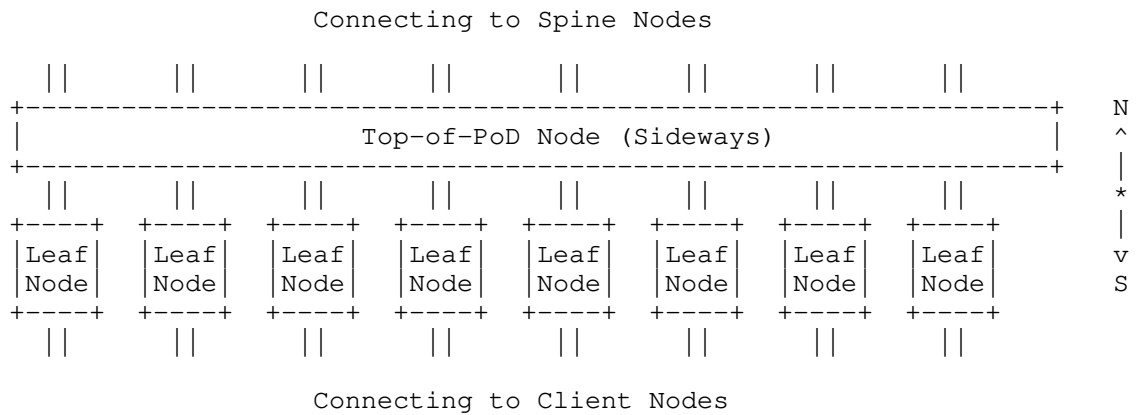 Connecting to Spine Nodes
N
Top-of-PoD Node (Sideways) ^
*
Leaf Leaf Leaf Leaf Leaf Leaf Leaf Leaf v
Node Node Node Node Node Node Node Node S
Connecting to Client Nodes